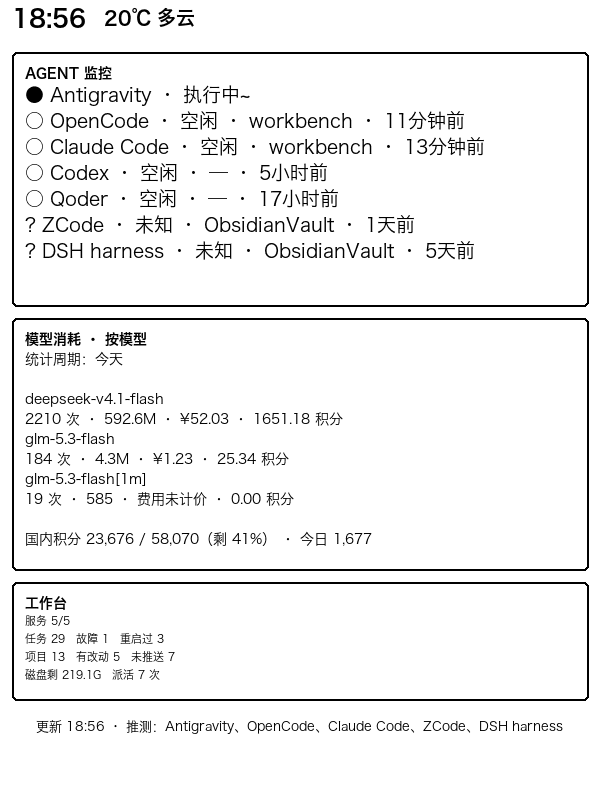 18:56 20℃ 多云
AGENT 监控
● Antigravity · 执行中~
○ OpenCode · 空闲 · workbench · 11分钟前
○ Claude Code · 空闲 · workbench · 13分钟前
○ Codex · 空闲 · — · 5小时前
○ Qoder · 空闲 · — · 17小时前
? ZCode · 未知 · ObsidianVault · 1天前
? DSH harness · 未知 · ObsidianVault · 5天前
模型消耗 · 按模型
统计周期：今天
deepseek-v4.1-flash
2210 次 · 592.6M · ¥52.03 · 1651.18 积分
glm-5.3-flash
184 次 · 4.3M · ¥1.23 · 25.34 积分
glm-5.3-flash[1m]
19 次 · 585 · 费用未计价 · 0.00 积分
国内积分 23,676 / 58,070（剩 41%） · 今日 1,677
工作台
服务 5/5
任务 29 故障 1 重启过 3
项目 13 有改动 5 未推送 7
磁盘剩 219.1G 派活 7 次
更新 18:56 · 推测：Antigravity、OpenCode、Claude Code、ZCode、DSH harness